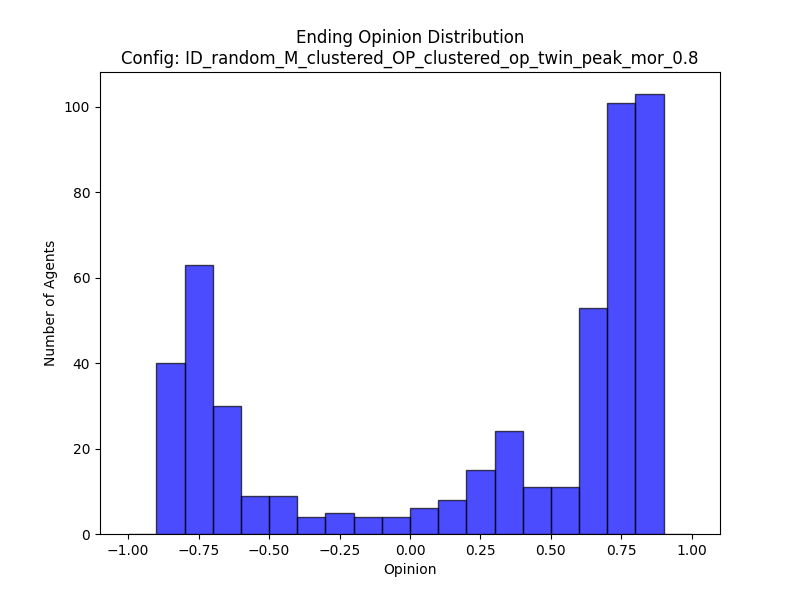 Ending Opinion Distribution
Config: ID_random_M_clustered_OP_clustered_op_twin_peak_mor_0.8
100
80
60
40
20
0
Number of Agents
−1.00 −0.75 −0.50 −0.25 0.00 0.25 0.50 0.75 1.00
Opinion